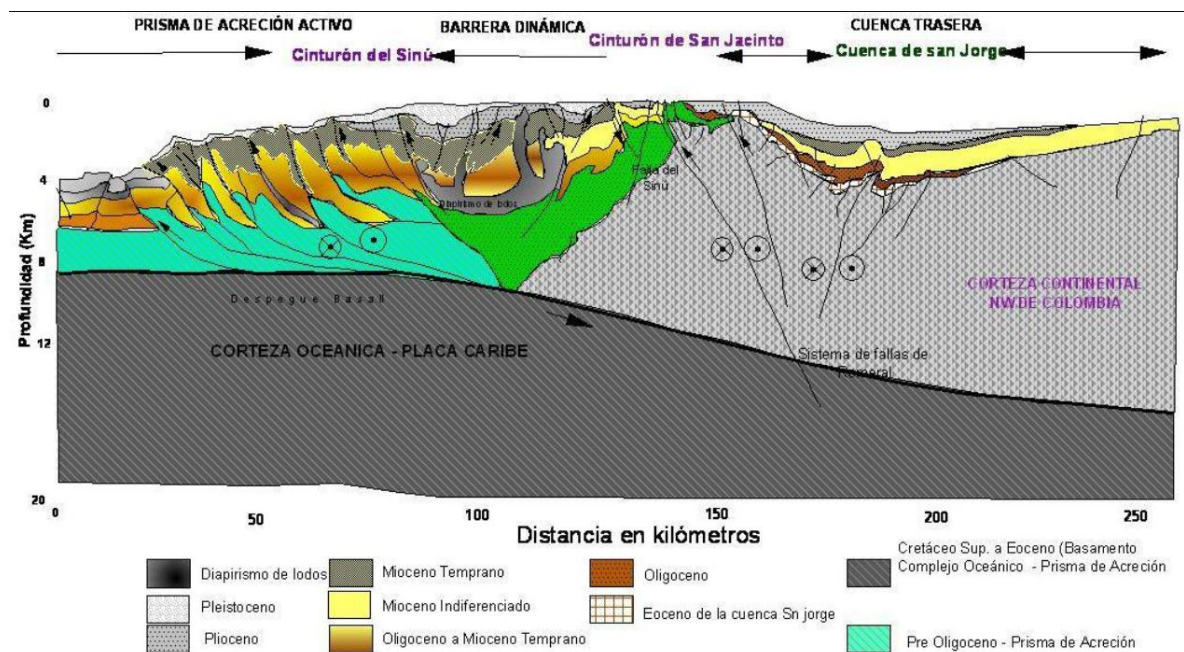 PRISMA DE ACRECIÓN ACTIVO
BARRERA DINÁMICA
CUENCA TRASERA
Cinturón del Sinú
Cinturón de San Jacinto
Cuenca de san Jorge
0
4
8
12
20
Profundidad (Km)
Falla del
Sinú
Diapirismo de lodos
Despegue Basall
CORTEZA OCEANICA - PLACA CARIBE
CORTEZA CONTINENTAL
NW DE COLOMBIA
Sistema de fallas de
Romeral
0
50
100
150
200
250
Distancia en kilómetros
Diapirismo de lodos
Pleistoceno
Plioceno
Mioceno Temprano
Mioceno Indiferenciado
Oligoceno a Mioceno Temprano
Oligoceno
Eoceno de la cuenca Sn jorge
Cretáceo Sup. a Eoceno (Basamento
Complejo Oceánico - Prisma de Acreción
Pre Oligoceno - Prisma de Acreción